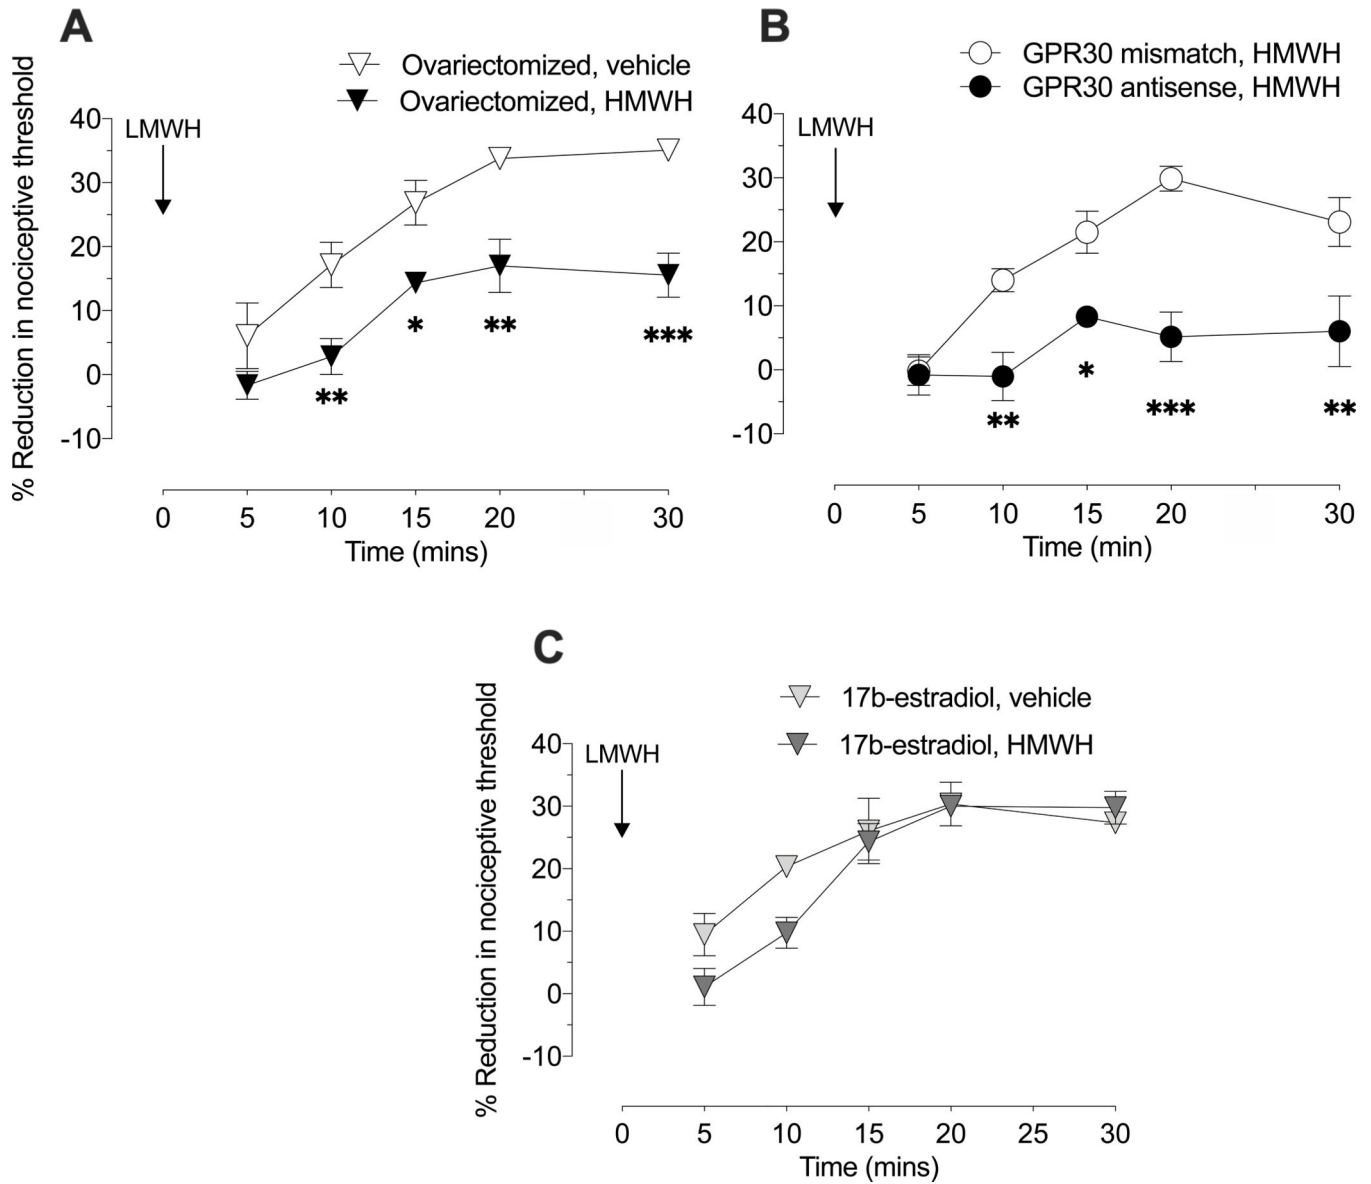 A
Ovariectomized, vehicle
Ovariectomized, HMWH
% Reduction in nociceptive threshold
40
30
20
10
0
-10
LMWH
*
**
***
**
0 5 10 15 20 30
Time (mins)
B
GPR30 mismatch, HMWH
GPR30 antisense, HMWH
40
30
20
10
0
-10
LMWH
*
**
***
**
0 5 10 15 20 30
Time (min)
C
17b-estradiol, vehicle
17b-estradiol, HMWH
% Reduction in nociceptive threshold
40
30
20
10
0
-10
LMWH
0 5 10 15 20 25 30
Time (mins)